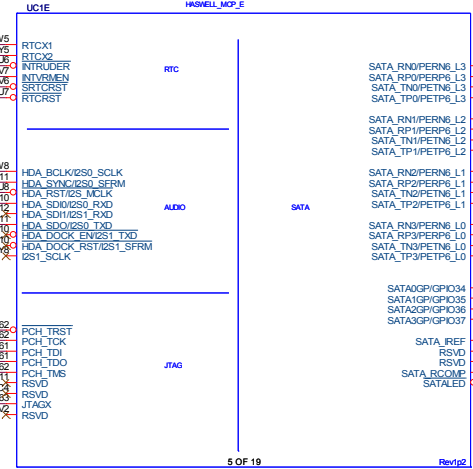 UC1E
HASWELL_MCP_E
RTCX1
RTCX2
INTRUDER
INTVRMEN
SRTCRST
RTCRST
RTC
HDA_BCLK/I2S0_SCLK
HDA_SYNC/I2S0_SFRM
HDA_RST/I2S_MCLK
HDA_SDI0/I2S0_RXD
HDA_SDI1/I2S1_RXD
HDA_SDO/I2S0_TXD
HDA_DOCK_EN/I2S1_TXD
HDA_DOCK_RST/I2S1_SFRM
I2S1_SCLK
AUDIO
PCH_TRST
PCH_TCK
PCH_TDI
PCH_TDO
PCH_TMS
RSVD
RSVD
JTAGX
RSVD
JTAG
SATA
SATA_RN0/PERN6_L3
SATA_RP0/PERP6_L3
SATA_TN0/PETN6_L3
SATA_TP0/PETP6_L3
SATA_RN1/PERN6_L2
SATA_RP1/PERP6_L2
SATA_TN1/PETN6_L2
SATA_TP1/PETP6_L2
SATA_RN2/PERN6_L1
SATA_RP2/PERP6_L1
SATA_TN2/PETN6_L1
SATA_TP2/PETP6_L1
SATA_RN3/PERN6_L0
SATA_RP3/PERP6_L0
SATA_TN3/PETN6_L0
SATA_TP3/PETP6_L0
SATA0GP/GPIO34
SATA1GP/GPIO35
SATA2GP/GPIO36
SATA3GP/GPIO37
SATA_IREF
RSVD
RSVD
SATA_RCOMP
SATALED
5 OF 19
Rev1p2